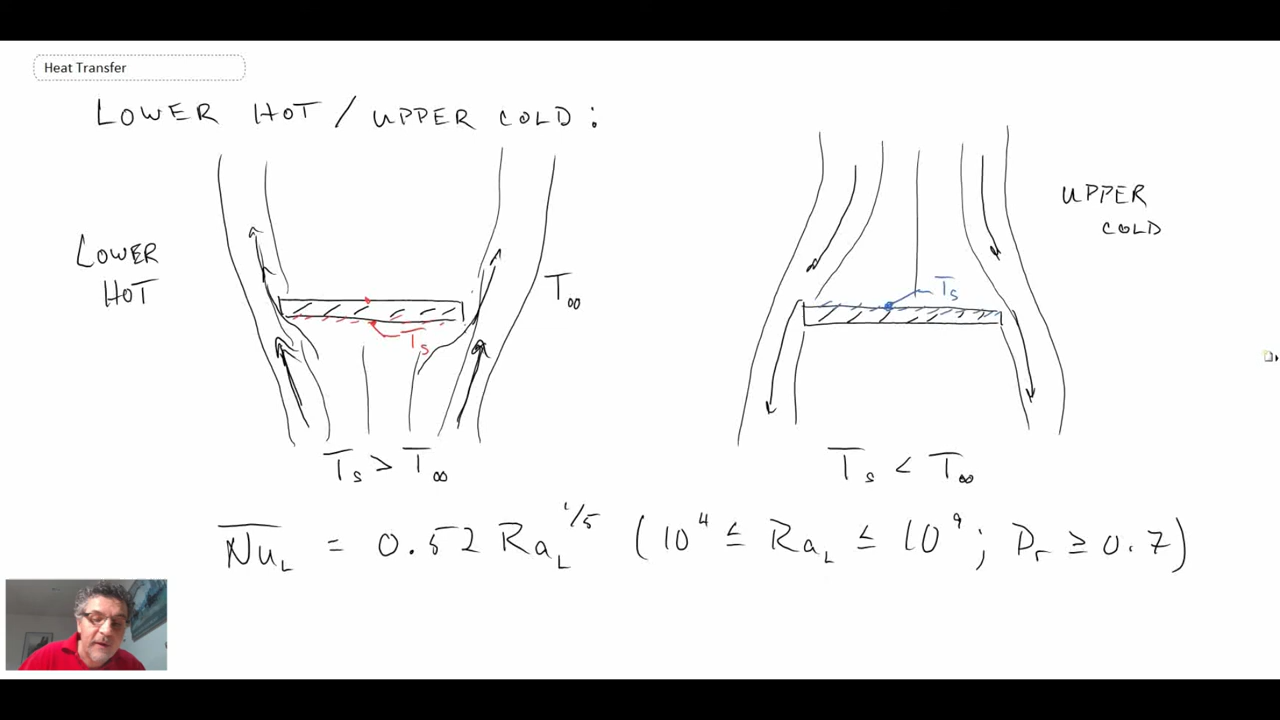 Heat Transfer
LOWER HOT / UPPER COLD :
LOWER
HOT
T∞
Ts
Ts > T∞
UPPER
COLD
Ts
Ts < T∞
N̅u̅L = 0.52 RaL^1/5 (10^4 ≤ RaL ≤ 10^9 ; Pr ≥ 0.7)